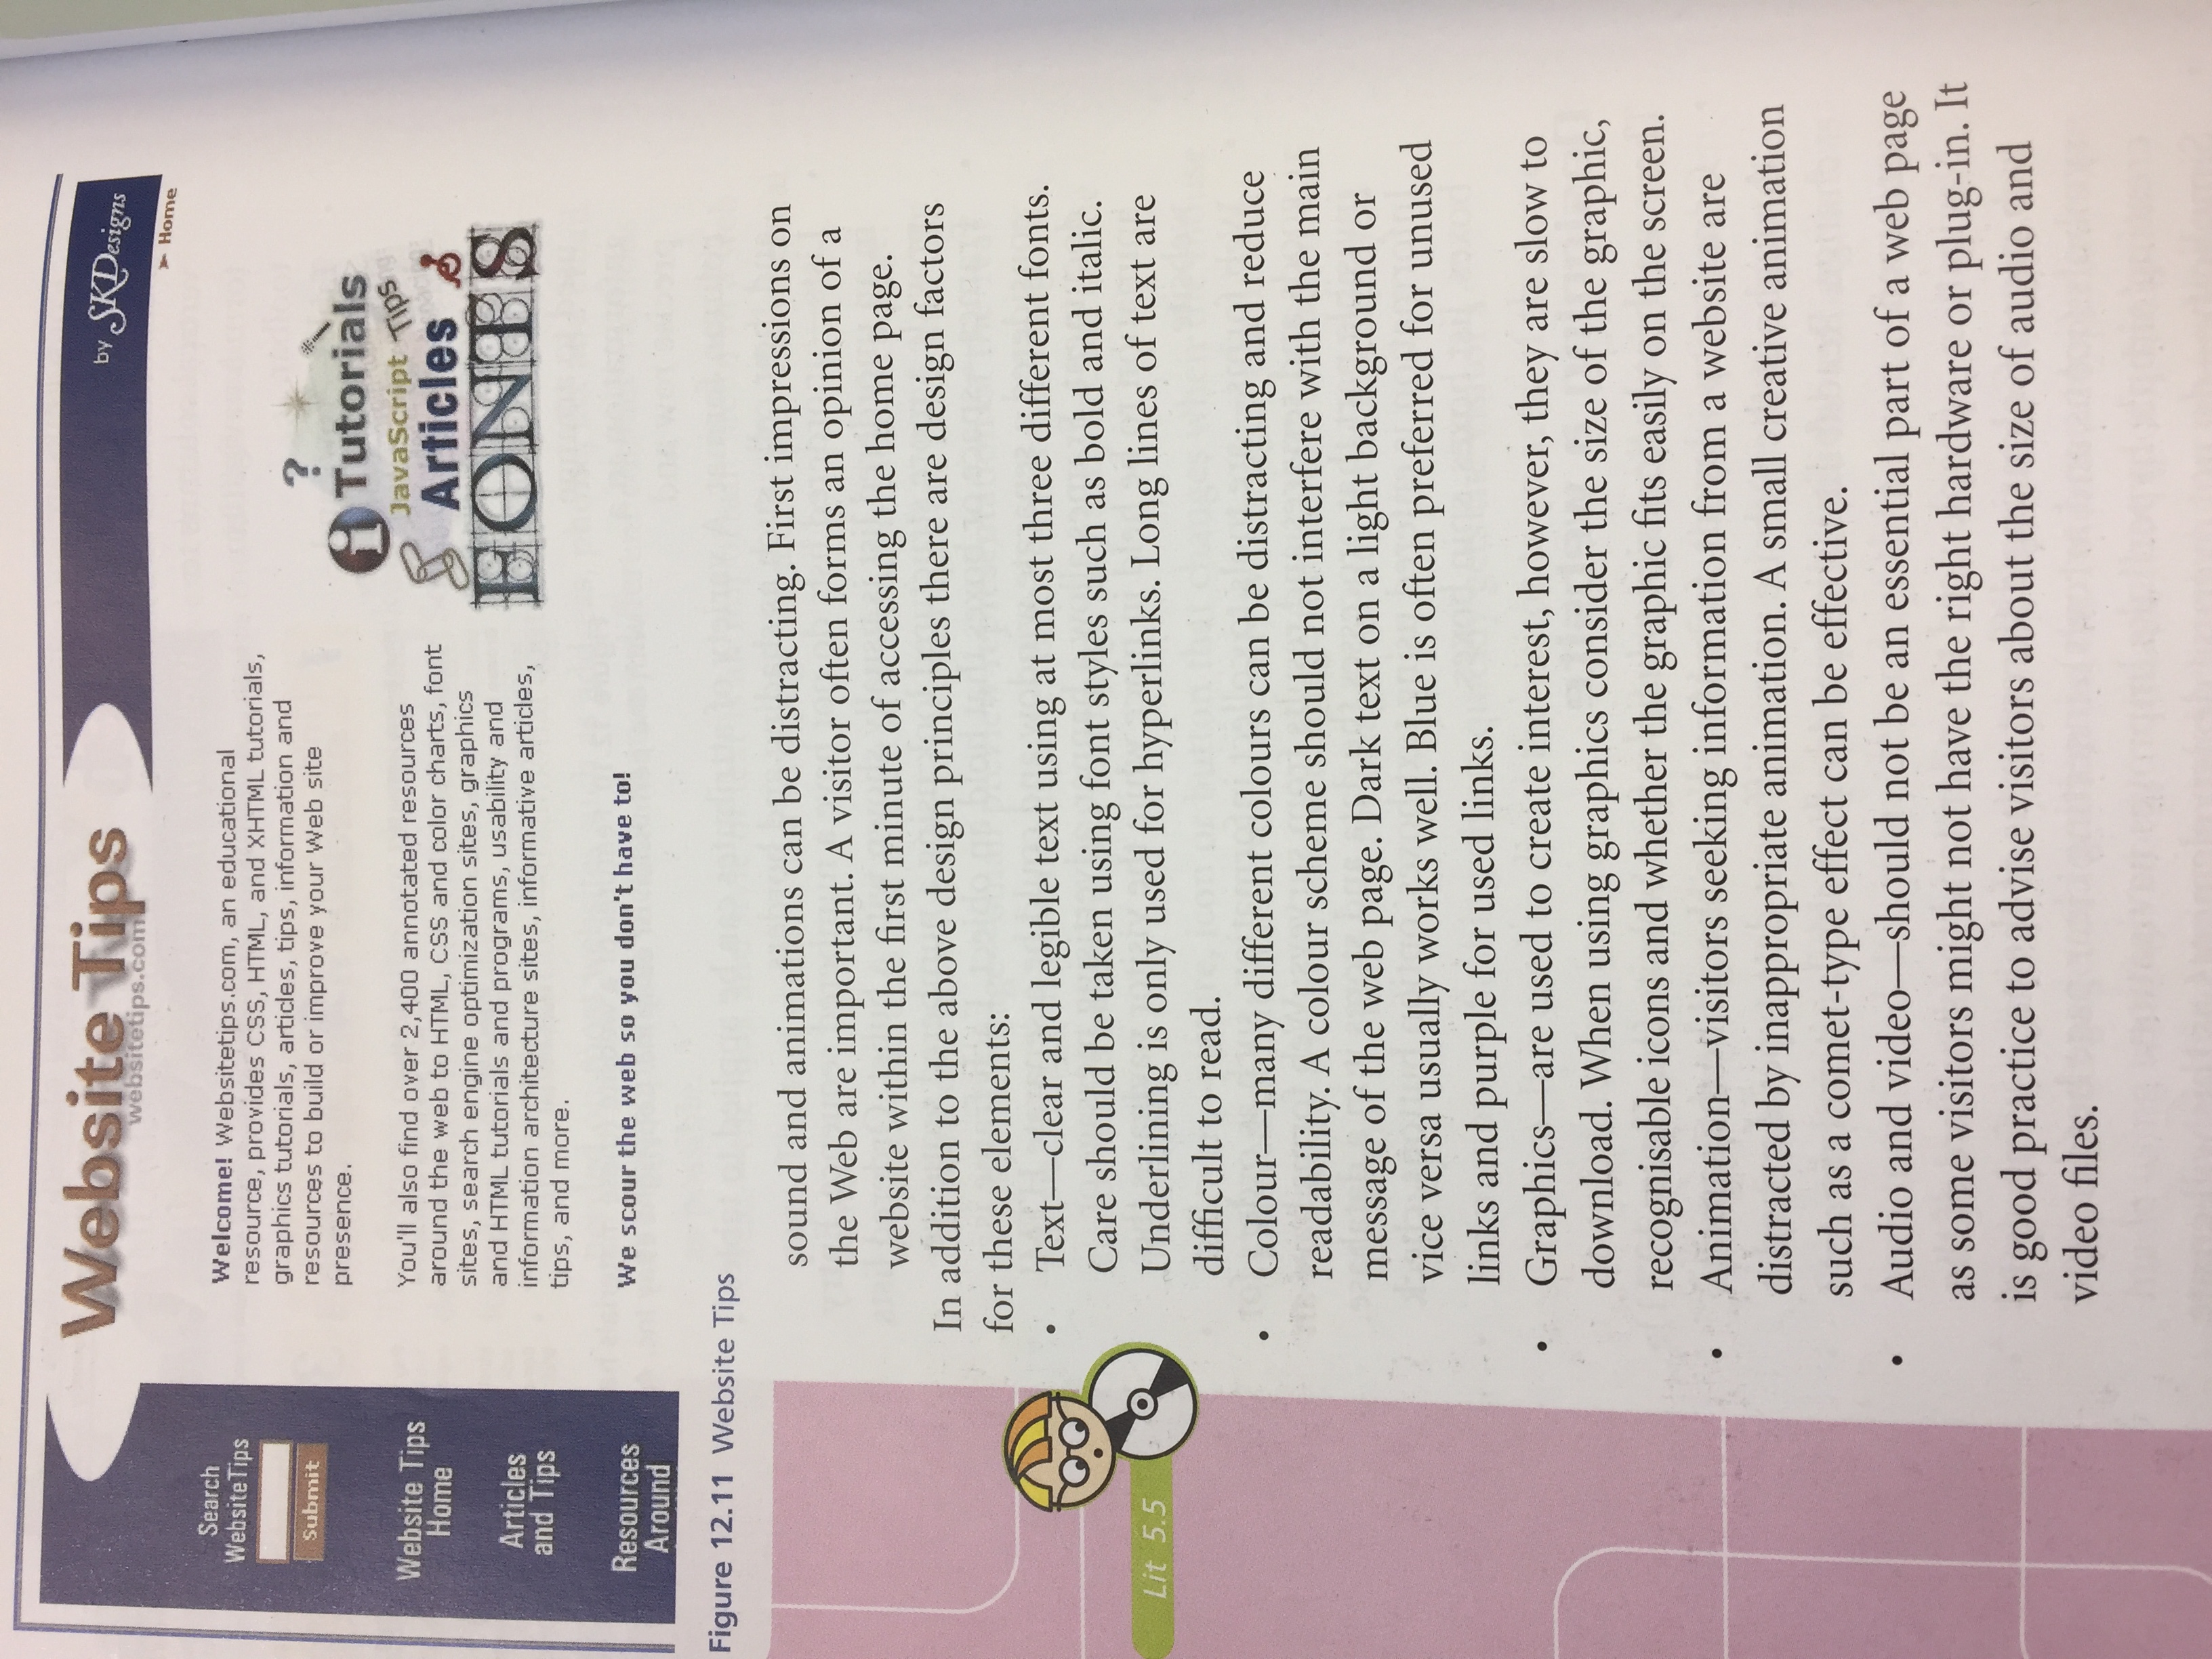 Website Tips
websitetips.com
by SKDesigns
➤ Home
Search
WebsiteTips
Submit
Website Tips
Home
Articles
and Tips
Resources
Around
Welcome! Websitetips.com, an educational
resource, provides CSS, HTML, and XHTML tutorials,
graphics tutorials, articles, tips, information and
resources to build or improve your Web site
presence.
You'll also find over 2,400 annotated resources
around the web to HTML, CSS and color charts, font
sites, search engine optimization sites, graphics
and HTML tutorials and programs, usability and
information architecture sites, informative articles,
tips, and more.
We scour the web so you don't have to!
?
i Tutorials
JavaScript Tips
Articles
FONTS
Figure 12.11 Website Tips
sound and animations can be distracting. First impressions on
the Web are important. A visitor often forms an opinion of a
website within the first minute of accessing the home page.
In addition to the above design principles there are design factors
for these elements:
• Text—clear and legible text using at most three different fonts.
Care should be taken using font styles such as bold and italic.
Underlining is only used for hyperlinks. Long lines of text are
difficult to read.
Lit 5.5
• Colour—many different colours can be distracting and reduce
readability. A colour scheme should not interfere with the main
message of the web page. Dark text on a light background or
vice versa usually works well. Blue is often preferred for unused
links and purple for used links.
• Graphics—are used to create interest, however, they are slow to
download. When using graphics consider the size of the graphic,
recognisable icons and whether the graphic fits easily on the screen.
• Animation—visitors seeking information from a website are
distracted by inappropriate animation. A small creative animation
such as a comet-type effect can be effective.
• Audio and video—should not be an essential part of a web page
as some visitors might not have the right hardware or plug-in. It
is good practice to advise visitors about the size of audio and
video files.